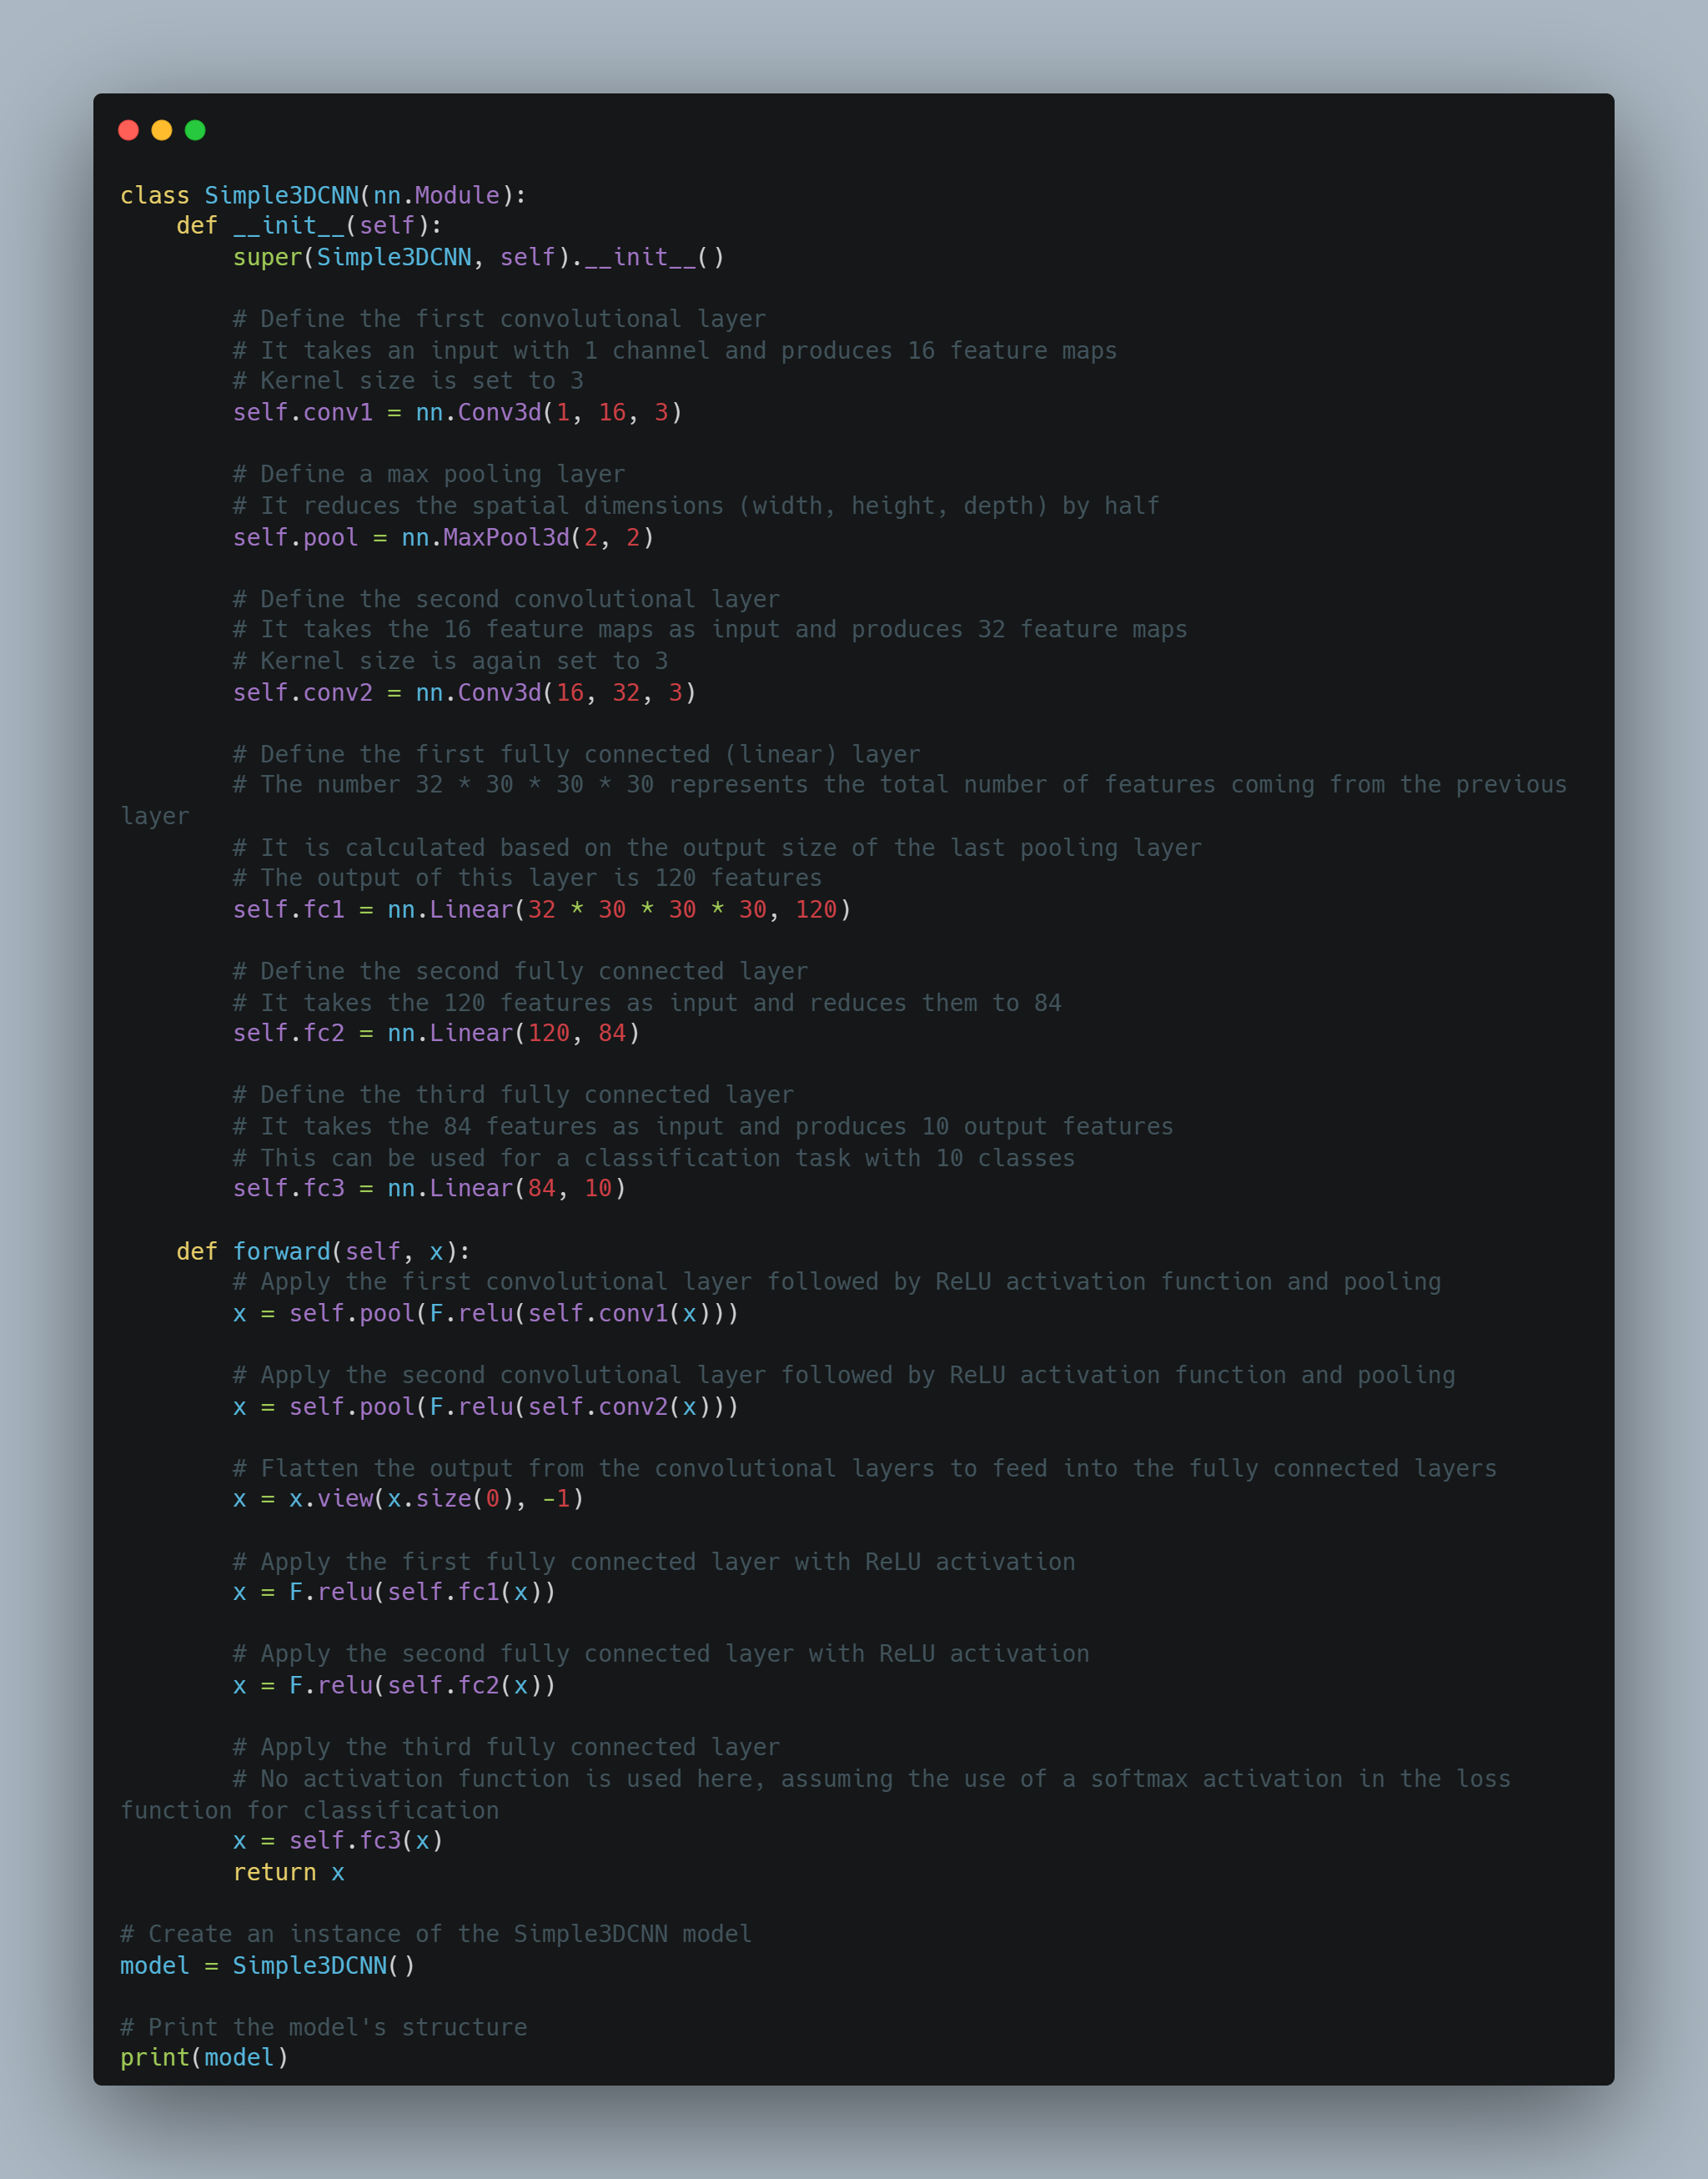 class Simple3DCNN(nn.Module):
    def __init__(self):
        super(Simple3DCNN, self).__init__()

        # Define the first convolutional layer
        # It takes an input with 1 channel and produces 16 feature maps
        # Kernel size is set to 3
        self.conv1 = nn.Conv3d(1, 16, 3)

        # Define a max pooling layer
        # It reduces the spatial dimensions (width, height, depth) by half
        self.pool = nn.MaxPool3d(2, 2)

        # Define the second convolutional layer
        # It takes the 16 feature maps as input and produces 32 feature maps
        # Kernel size is again set to 3
        self.conv2 = nn.Conv3d(16, 32, 3)

        # Define the first fully connected (linear) layer
        # The number 32 * 30 * 30 * 30 represents the total number of features coming from the previous
layer
        # It is calculated based on the output size of the last pooling layer
        # The output of this layer is 120 features
        self.fc1 = nn.Linear(32 * 30 * 30 * 30, 120)

        # Define the second fully connected layer
        # It takes the 120 features as input and reduces them to 84
        self.fc2 = nn.Linear(120, 84)

        # Define the third fully connected layer
        # It takes the 84 features as input and produces 10 output features
        # This can be used for a classification task with 10 classes
        self.fc3 = nn.Linear(84, 10)

    def forward(self, x):
        # Apply the first convolutional layer followed by ReLU activation function and pooling
        x = self.pool(F.relu(self.conv1(x)))

        # Apply the second convolutional layer followed by ReLU activation function and pooling
        x = self.pool(F.relu(self.conv2(x)))

        # Flatten the output from the convolutional layers to feed into the fully connected layers
        x = x.view(x.size(0), -1)

        # Apply the first fully connected layer with ReLU activation
        x = F.relu(self.fc1(x))

        # Apply the second fully connected layer with ReLU activation
        x = F.relu(self.fc2(x))

        # Apply the third fully connected layer
        # No activation function is used here, assuming the use of a softmax activation in the loss
function for classification
        x = self.fc3(x)
        return x

# Create an instance of the Simple3DCNN model
model = Simple3DCNN()

# Print the model's structure
print(model)